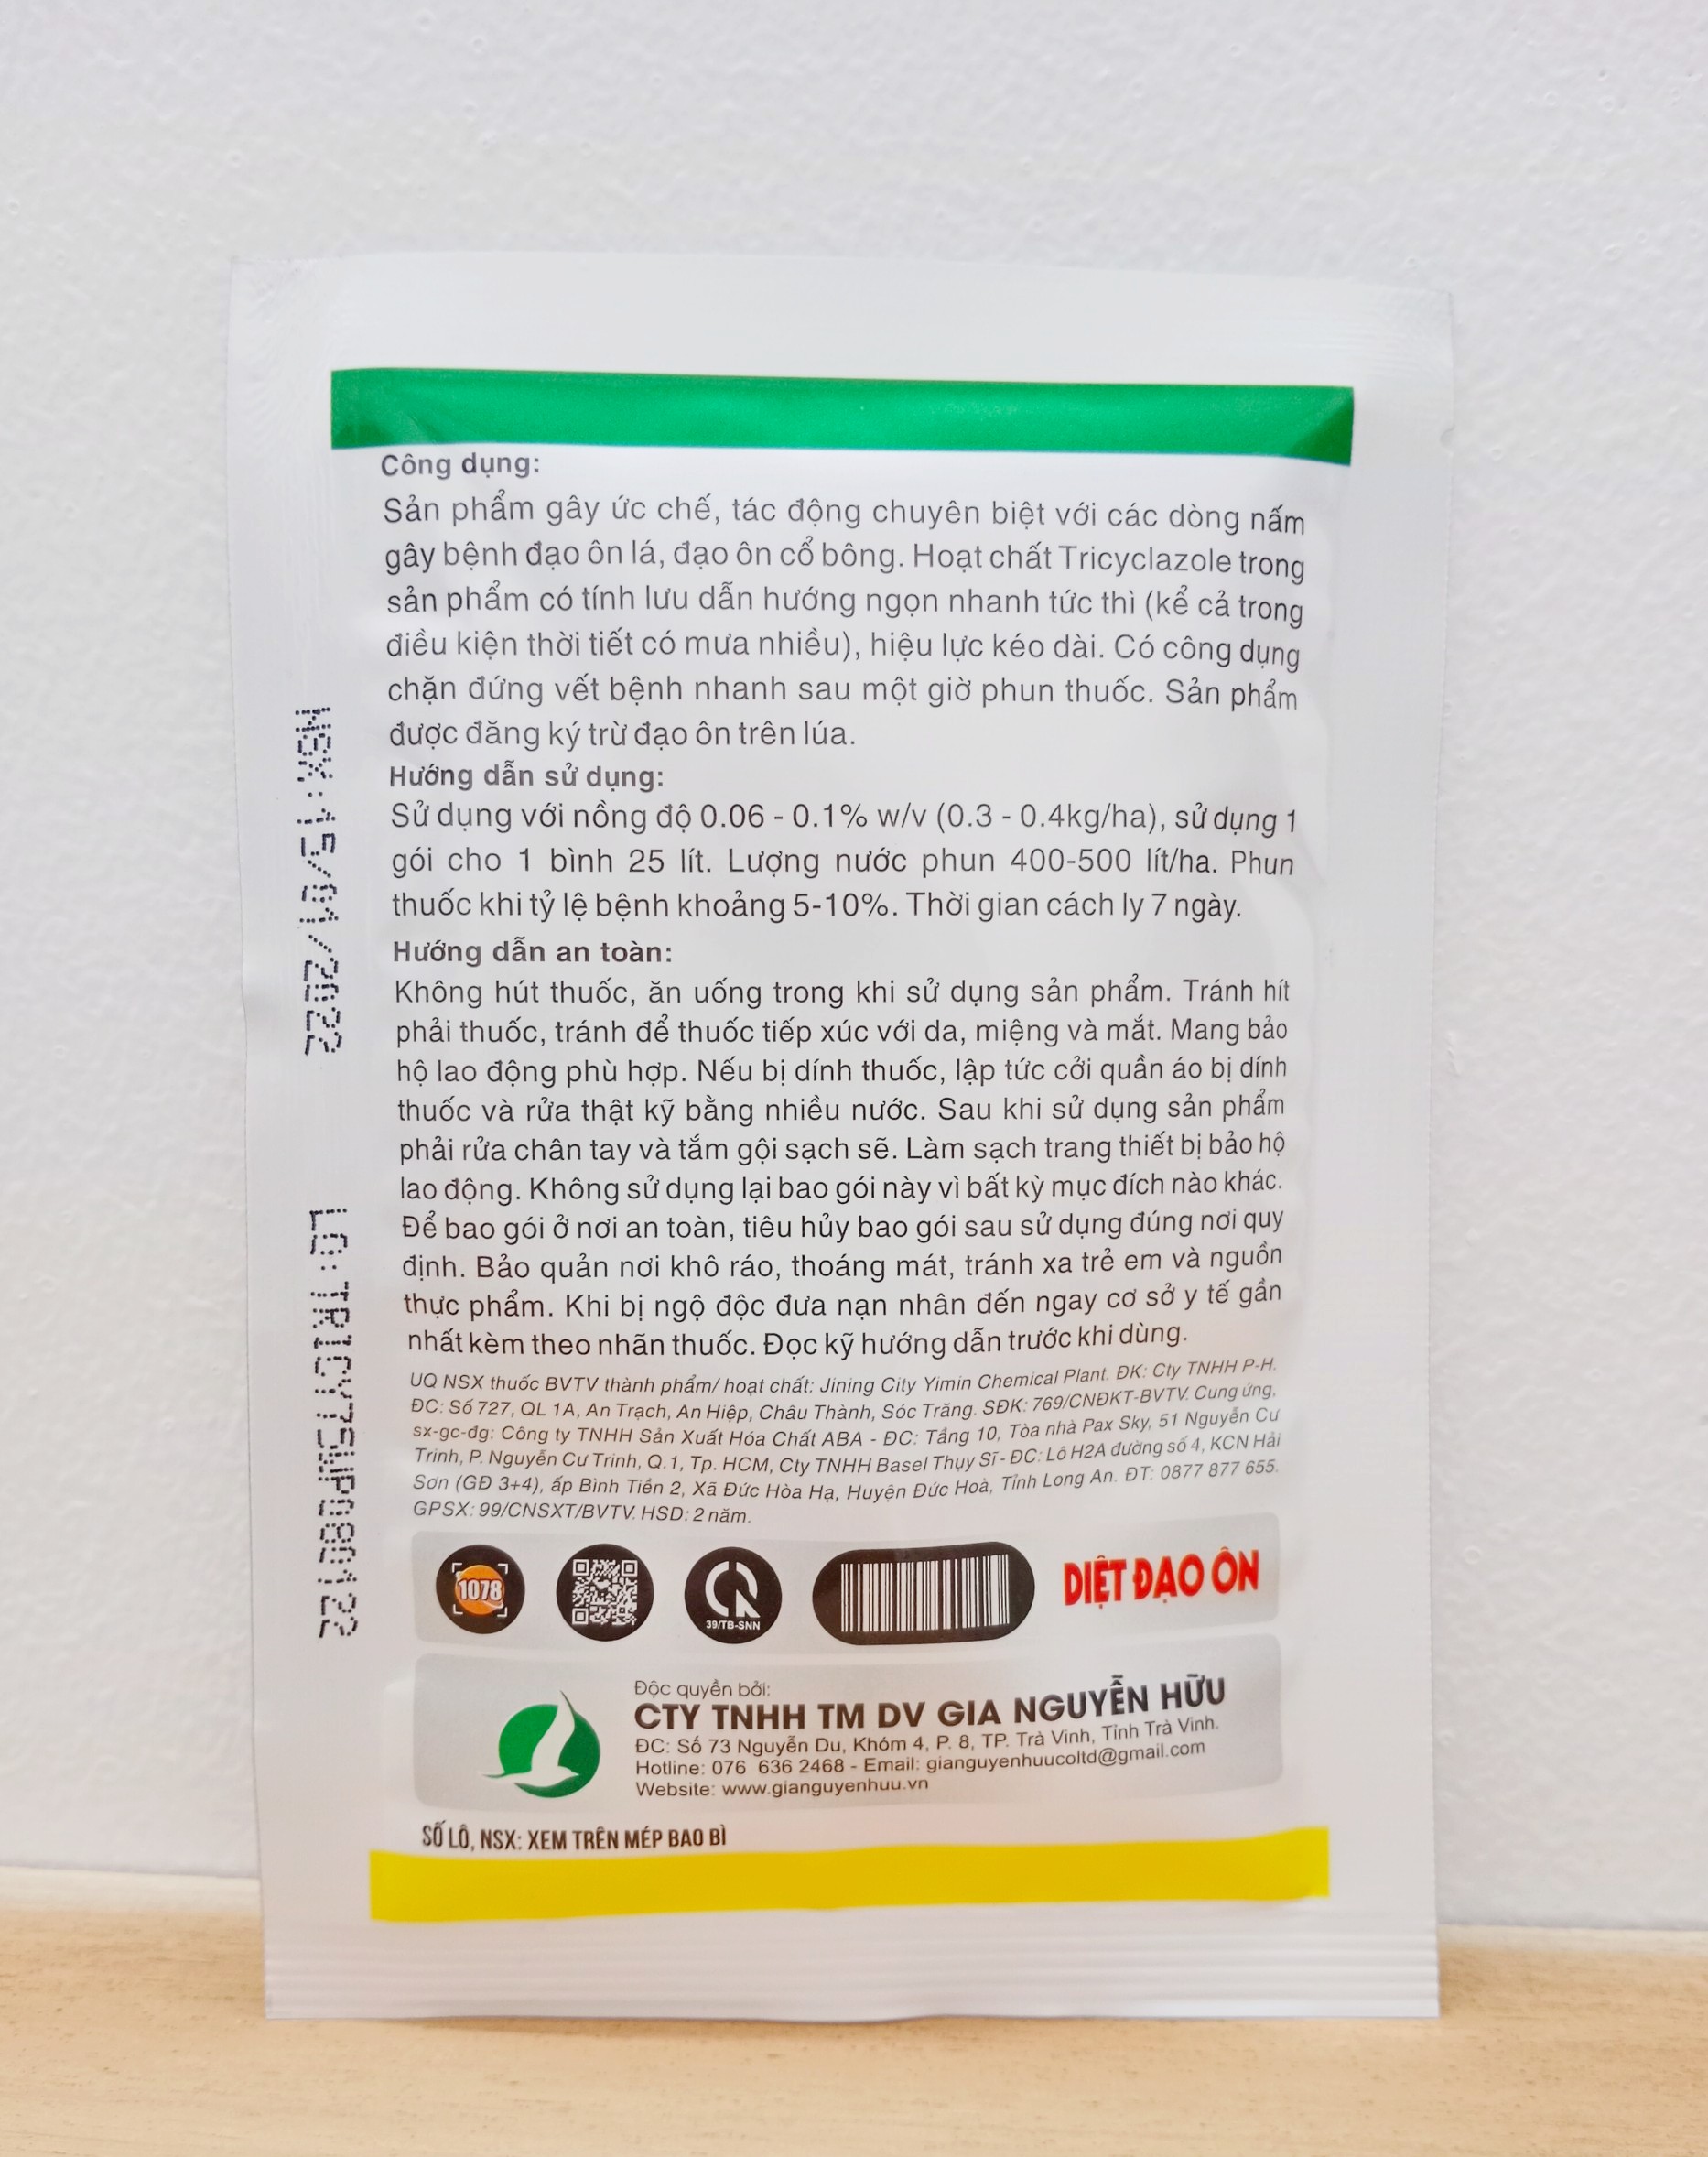 Công dụng:
Sản phẩm gây ức chế, tác động chuyên biệt với các dòng nấm
gây bệnh đạo ôn lá, đạo ôn cổ bông. Hoạt chất Tricyclazole trong
sản phẩm có tính lưu dẫn hướng ngọn nhanh tức thì (kể cả trong
điều kiện thời tiết có mưa nhiều), hiệu lực kéo dài. Có công dụng
chặn đứng vết bệnh nhanh sau một giờ phun thuốc. Sản phẩm
được đăng ký trừ đạo ôn trên lúa.
Hướng dẫn sử dụng:
Sử dụng với nồng độ 0.06 - 0.1% w/v (0.3 - 0.4kg/ha), sử dụng 1
gói cho 1 bình 25 lít. Lượng nước phun 400-500 lít/ha. Phun
thuốc khi tỷ lệ bệnh khoảng 5-10%. Thời gian cách ly 7 ngày.
Hướng dẫn an toàn:
Không hút thuốc, ăn uống trong khi sử dụng sản phẩm. Tránh hít
phải thuốc, tránh để thuốc tiếp xúc với da, miệng và mắt. Mang bảo
hộ lao động phù hợp. Nếu bị dính thuốc, lập tức cởi quần áo bị dính
thuốc và rửa thật kỹ bằng nhiều nước. Sau khi sử dụng sản phẩm
phải rửa chân tay và tắm gội sạch sẽ. Làm sạch trang thiết bị bảo hộ
lao động. Không sử dụng lại bao gói này vì bất kỳ mục đích nào khác.
Để bao gói ở nơi an toàn, tiêu hủy bao gói sau sử dụng đúng nơi quy
định. Bảo quản nơi khô ráo, thoáng mát, tránh xa trẻ em và nguồn
thực phẩm. Khi bị ngộ độc đưa nạn nhân đến ngay cơ sở y tế gần
nhất kèm theo nhãn thuốc. Đọc kỹ hướng dẫn trước khi dùng.
UQ NSX thuốc BVTV thành phẩm/ hoạt chất: Jining City Yimin Chemical Plant. ĐK: Cty TNHH P-H.
ĐC: Số 727, QL 1A, An Trạch, An Hiệp, Châu Thành, Sóc Trăng. SĐK: 769/CNĐKT-BVTV. Cung ứng,
sx-gc-đg: Công ty TNHH Sản Xuất Hóa Chất ABA - ĐC: Tầng 10, Tòa nhà Pax Sky, 51 Nguyễn Cư
Trinh, P. Nguyễn Cư Trinh, Q.1, Tp. HCM, Cty TNHH Basel Thụy Sĩ - ĐC: Lô H2A đường số 4, KCN Hải
Sơn (GĐ 3+4), ấp Bình Tiền 2, Xã Đức Hòa Hạ, Huyện Đức Hoà, Tỉnh Long An. ĐT: 0877 877 655.
GPSX: 99/CNSXT/BVTV. HSD: 2 năm.
1078
39/TB-SNN
DIỆT ĐẠO ÔN
Độc quyền bởi:
CTY TNHH TM DV GIA NGUYỄN HỮU
ĐC: Số 73 Nguyễn Du, Khóm 4, P. 8, TP. Trà Vinh, Tỉnh Trà Vinh.
Hotline: 076 636 2468 - Email: gianguyenhuucoltd@gmail.com
Website: www.gianguyenhuu.vn
SỐ LÔ, NSX: XEM TRÊN MÉP BAO BÌ
NSX:15/01/2022